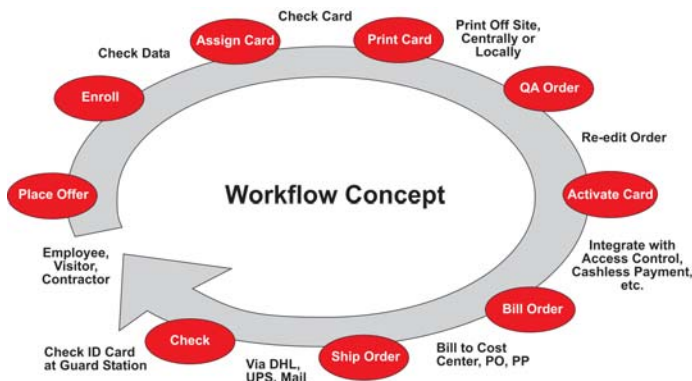 Check Card
Assign Card
Print Card
Print Off Site,
Centrally or
Locally
Check Data
Enroll
QA Order
Re-edit Order
Place Offer
Workflow Concept
Activate Card
Employee,
Visitor,
Contractor
Integrate with
Access Control,
Cashless Payment,
etc.
Bill Order
Check
Ship Order
Bill to Cost
Center, PO, PP
Check ID Card
at Guard Station
Via DHL,
UPS, Mail